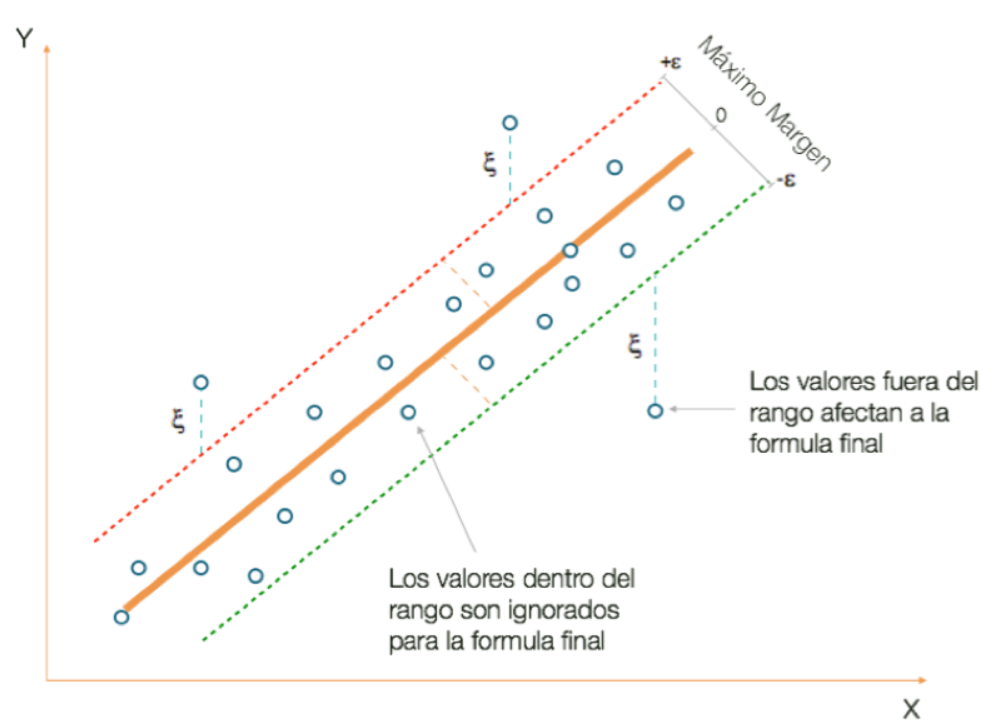 Y
+ε
Máximo Margen
0
-ε
ξ
ξ
ξ
Los valores fuera del
rango afectan a la
formula final
Los valores dentro del
rango son ignorados
para la formula final
X